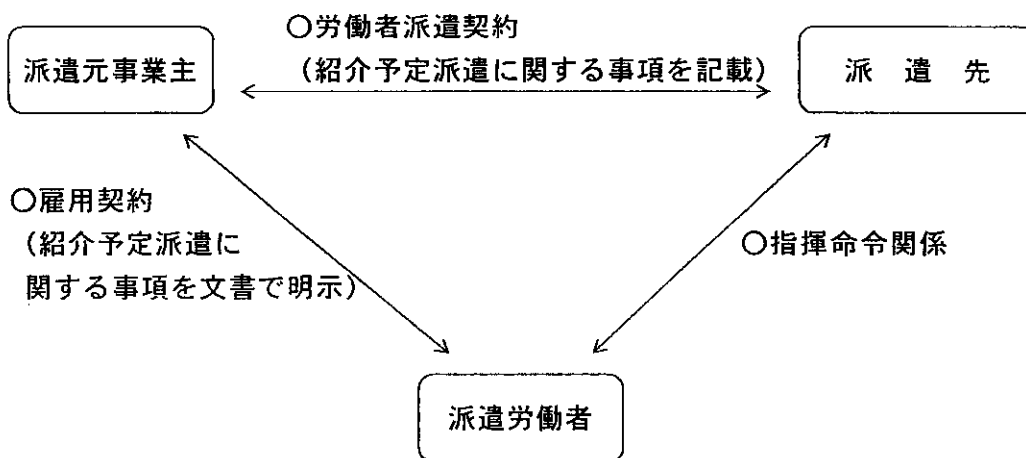 ○労働者派遣契約
(紹介予定派遣に関する事項を記載)
派遣元事業主
派遣先
○雇用契約
(紹介予定派遣に
関する事項を文書で明示)
○指揮命令関係
派遣労働者